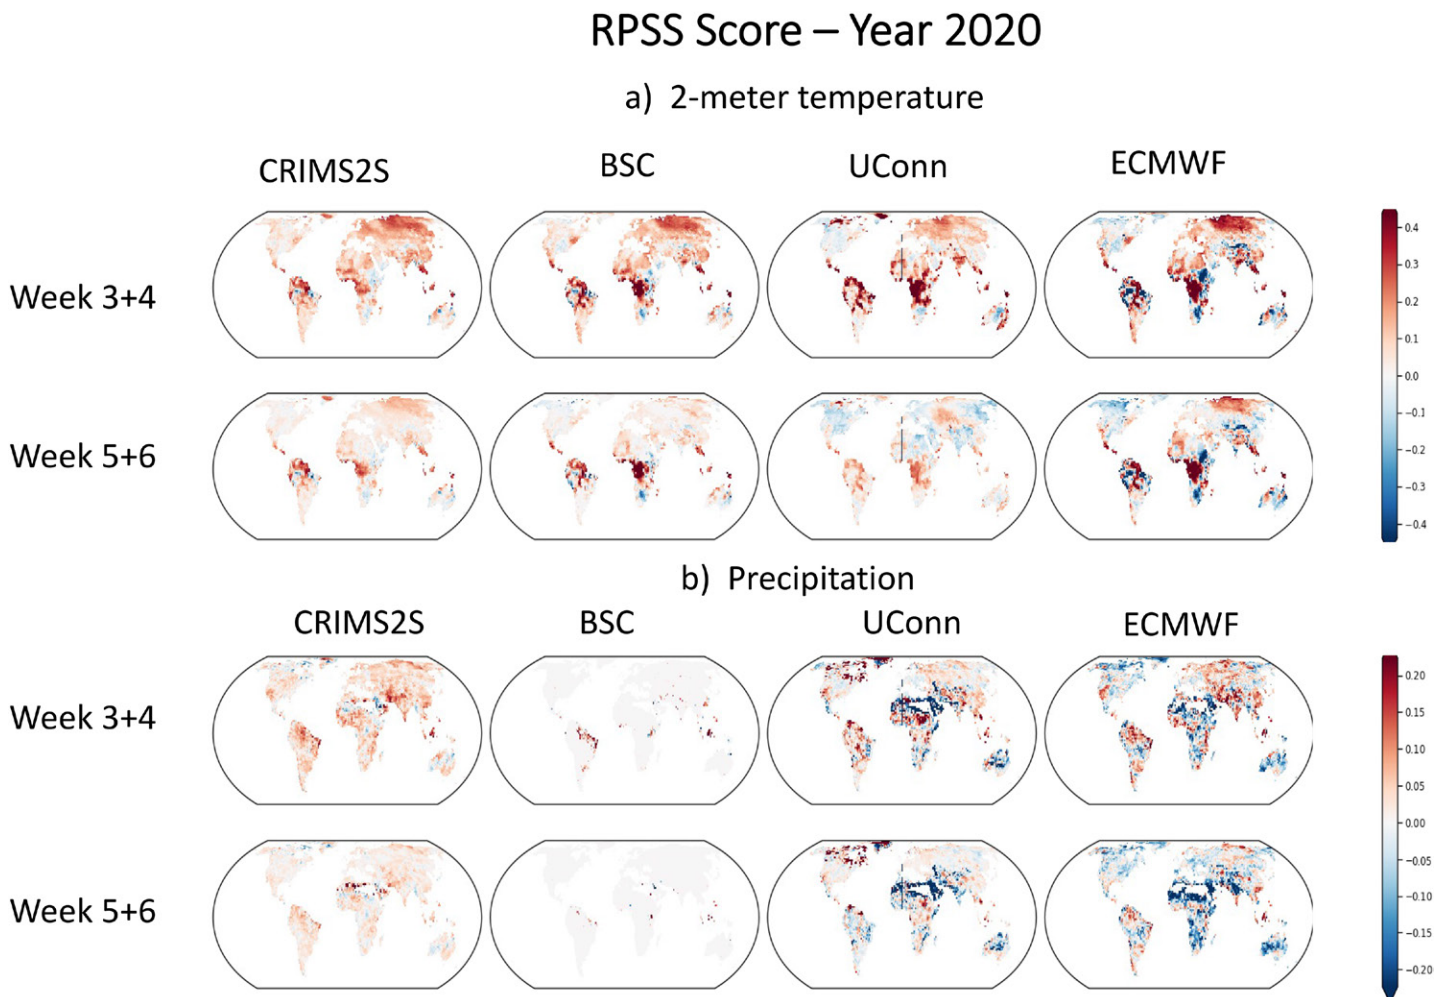 RPSS Score – Year 2020
a) 2-meter temperature
CRIMS2S BSC UConn ECMWF
Week 3+4
Week 5+6
0.4
0.3
0.2
0.1
0.0
−0.1
−0.2
−0.3
−0.4
b) Precipitation
CRIMS2S BSC UConn ECMWF
Week 3+4
Week 5+6
0.20
0.15
0.10
0.05
0.00
−0.05
−0.10
−0.15
−0.20